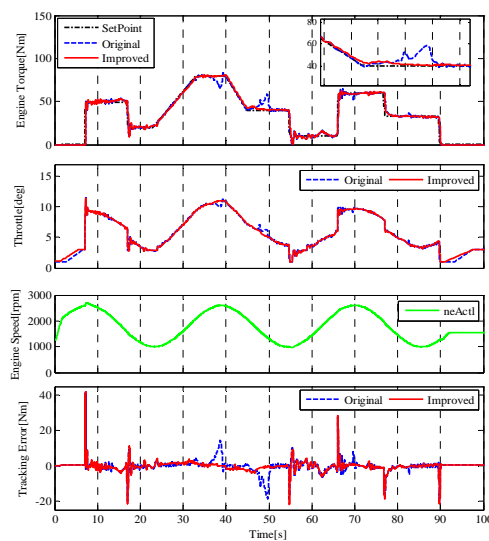 Engine Torque[Nm]
150
100
50
0
SetPoint
Original
Improved
80
60
40
Throttle[deg]
15
10
5
0
Original
Improved
Engine Speed[rpm]
3000
2000
1000
0
neActl
Tracking Error[Nm]
40
20
0
-20
Original
Improved
0 10 20 30 40 50 60 70 80 90 100
Time[s]